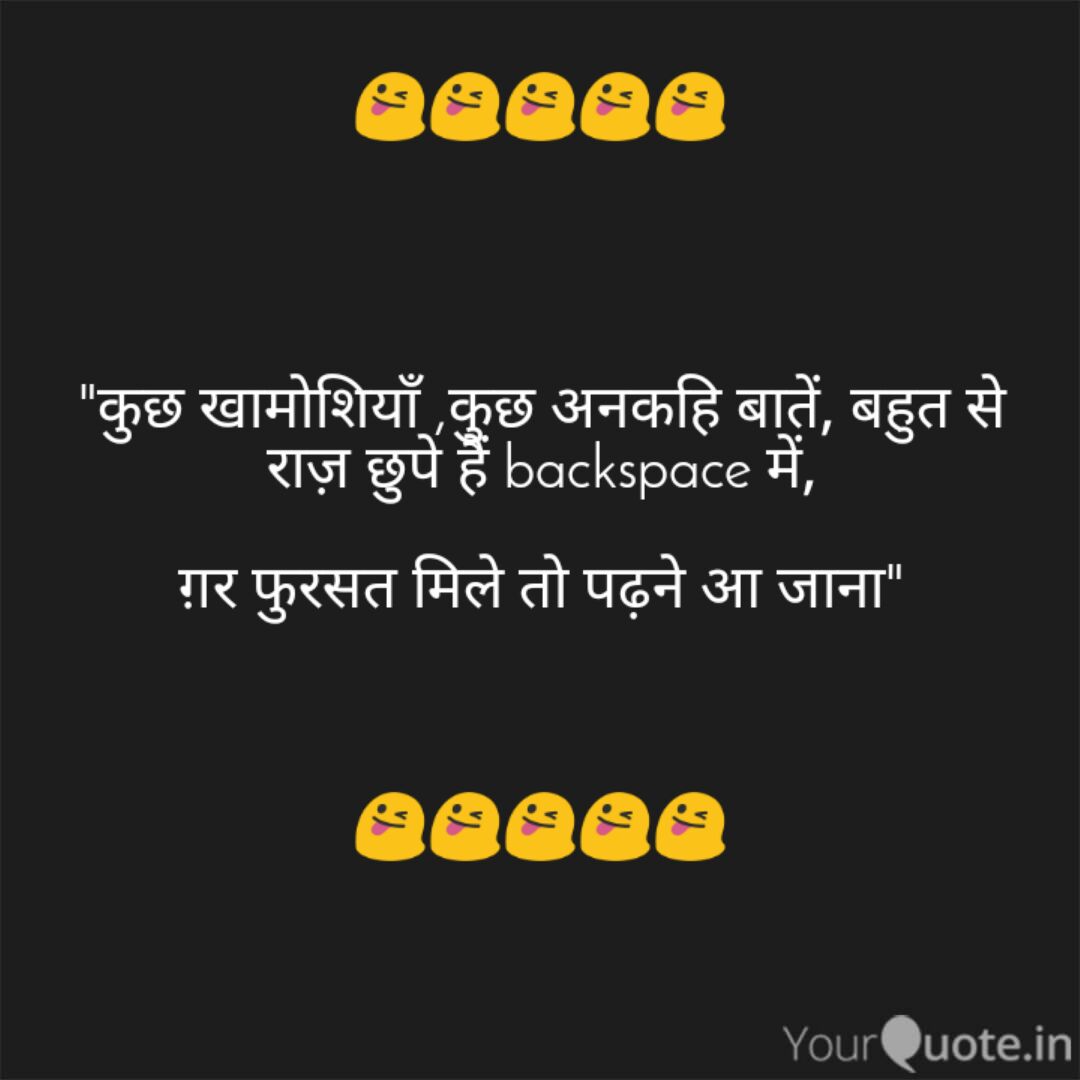 "कुछ खामोशियाँ ,कुछ अनकहि बातें, बहुत से
राज़ छुपे हैं backspace में,
ग़र फुरसत मिले तो पढ़ने आ जाना"
YourQuote.in